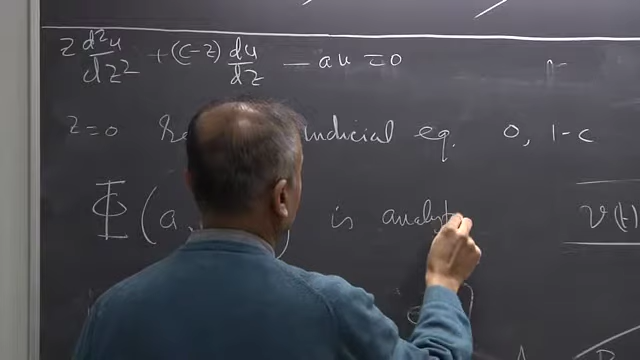 z d²u/dz² + (c-z) du/dz - au = 0
z=0 indicial eq. 0, 1-c
Φ(a, ) is analyt
v(t)